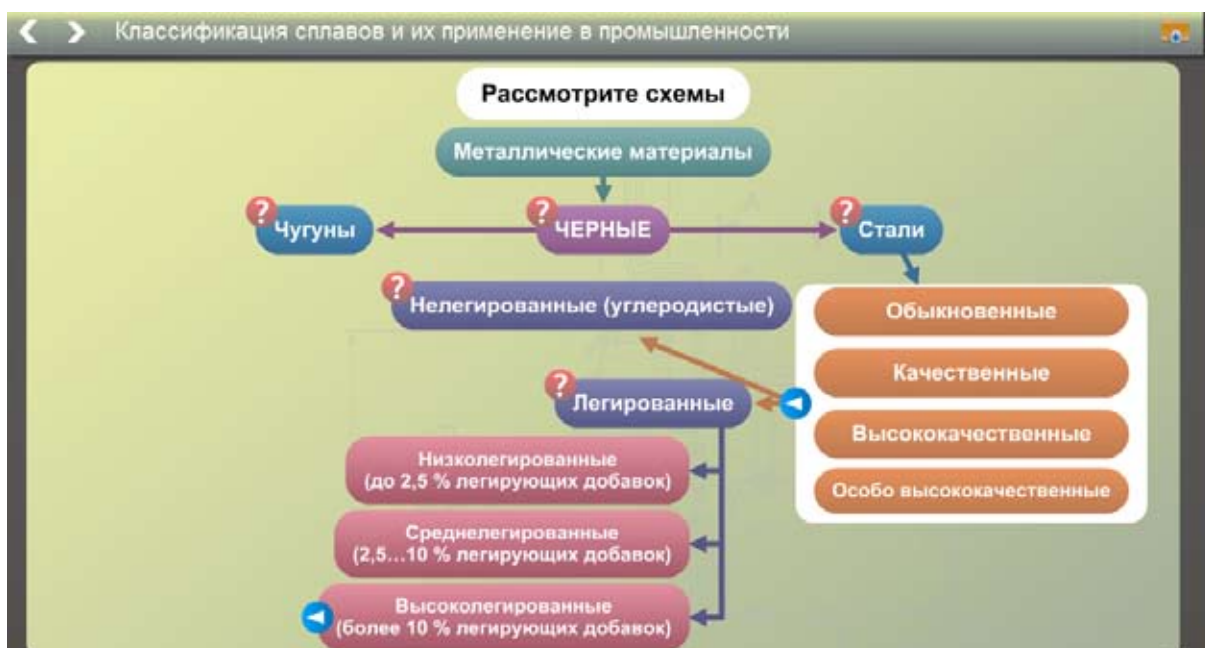 Классификация сплавов и их применение в промышленности
Рассмотрите схемы
Металлические материалы
? Чугуны
? ЧЕРНЫЕ
? Стали
? Нелегированные (углеродистые)
Обыкновенные
Качественные
? Легированные
Высококачественные
Низколегированные
(до 2,5 % легирующих добавок)
Особо высококачественные
Среднелегированные
(2,5...10 % легирующих добавок)
Высоколегированные
(более 10 % легирующих добавок)